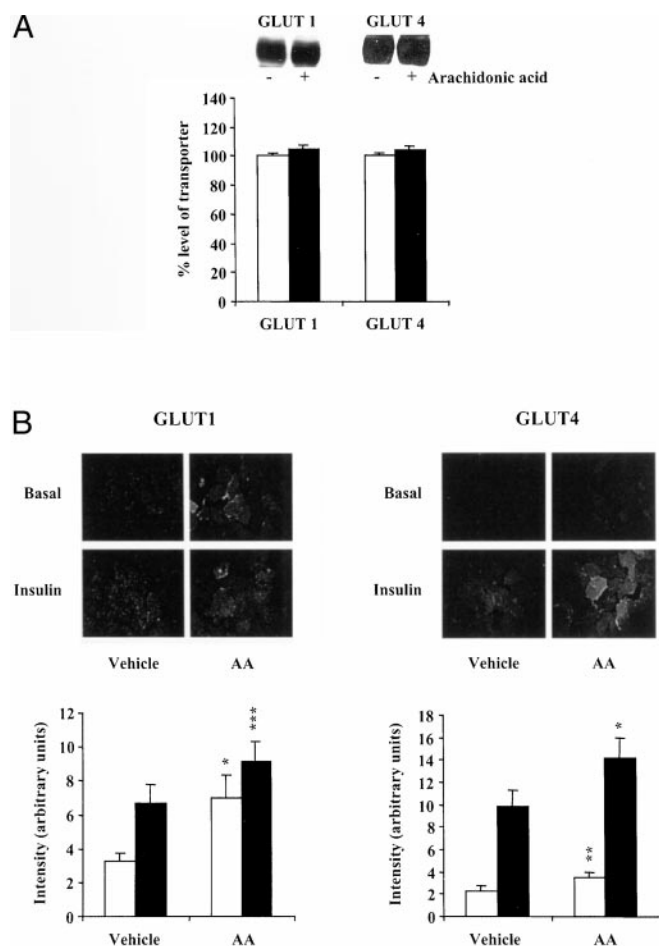 A
GLUT 1 GLUT 4
- + - + Arachidonic acid
% level of transporter
140
120
100
80
60
40
20
0
GLUT 1 GLUT 4
B
GLUT1
Basal
Insulin
Vehicle AA
Intensity (arbitrary units)
12
10
8
6
4
2
0
*
***
Vehicle AA
GLUT4
Basal
Insulin
Vehicle AA
Intensity (arbitrary units)
18
16
14
12
10
8
6
4
2
0
**
*
Vehicle AA